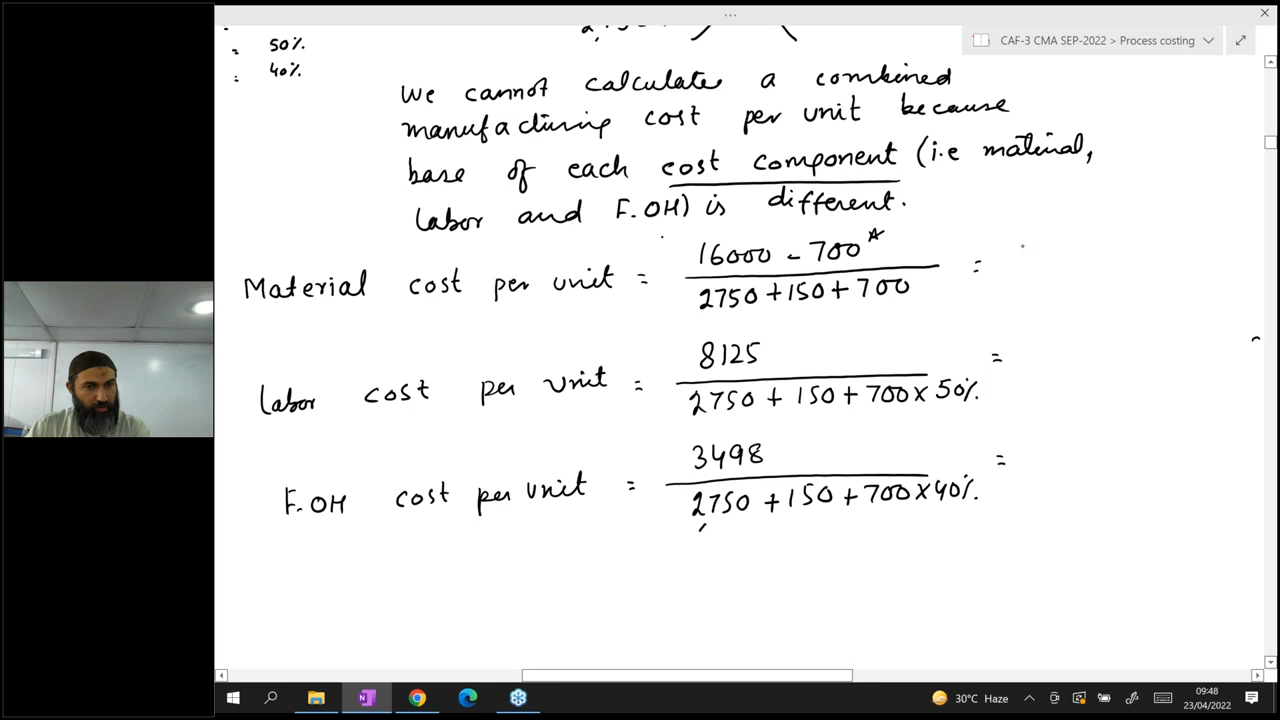 CAF-3 CMA SEP-2022 > Process costing
= 50%
= 40%
We cannot calculate a combined
manufacturing cost per unit because
base of each cost component (i.e material,
labor and F.OH) is different.
Material cost per unit = 16000 - 700* =
2750 + 150 + 700
Labor cost per unit = 8125 =
2750 + 150 + 700 x 50%
F.OH cost per unit = 3498 =
2750 + 150 + 700 x 40%
30°C Haze
09:48
23/04/2022